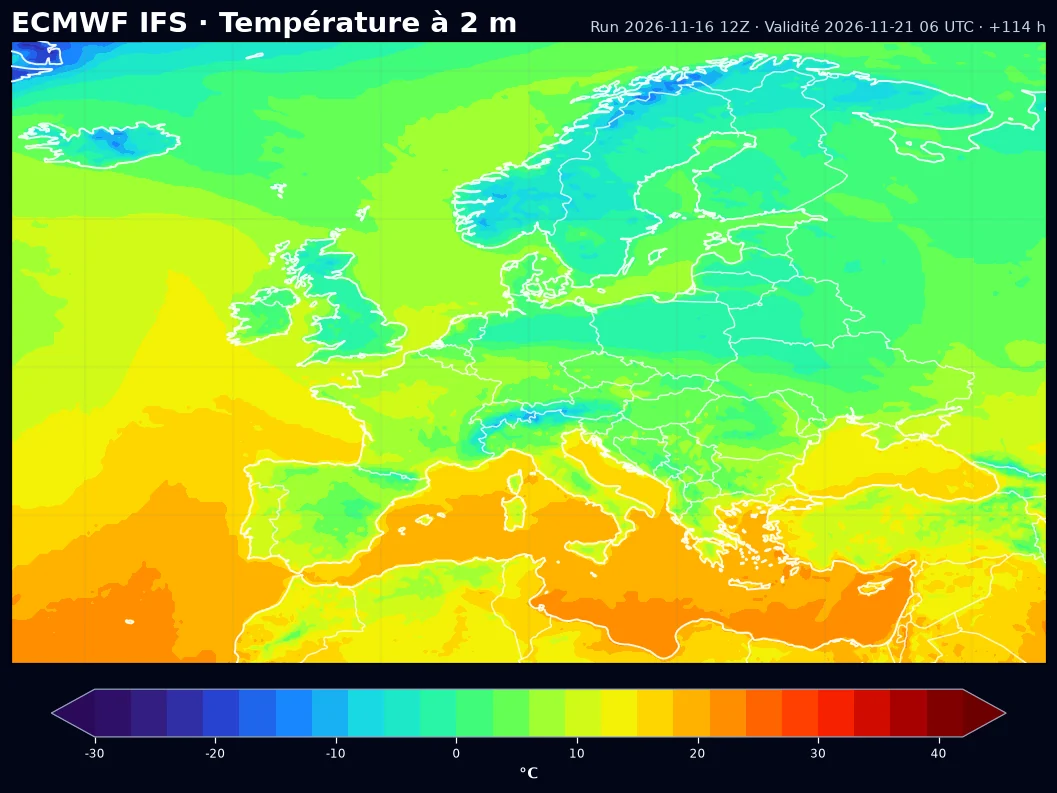 ECMWF IFS · Température à 2 m
Run 2026-11-16 12Z · Validité 2026-11-21 06 UTC · +114 h
-30 -20 -10 0 10 20 30 40
°C